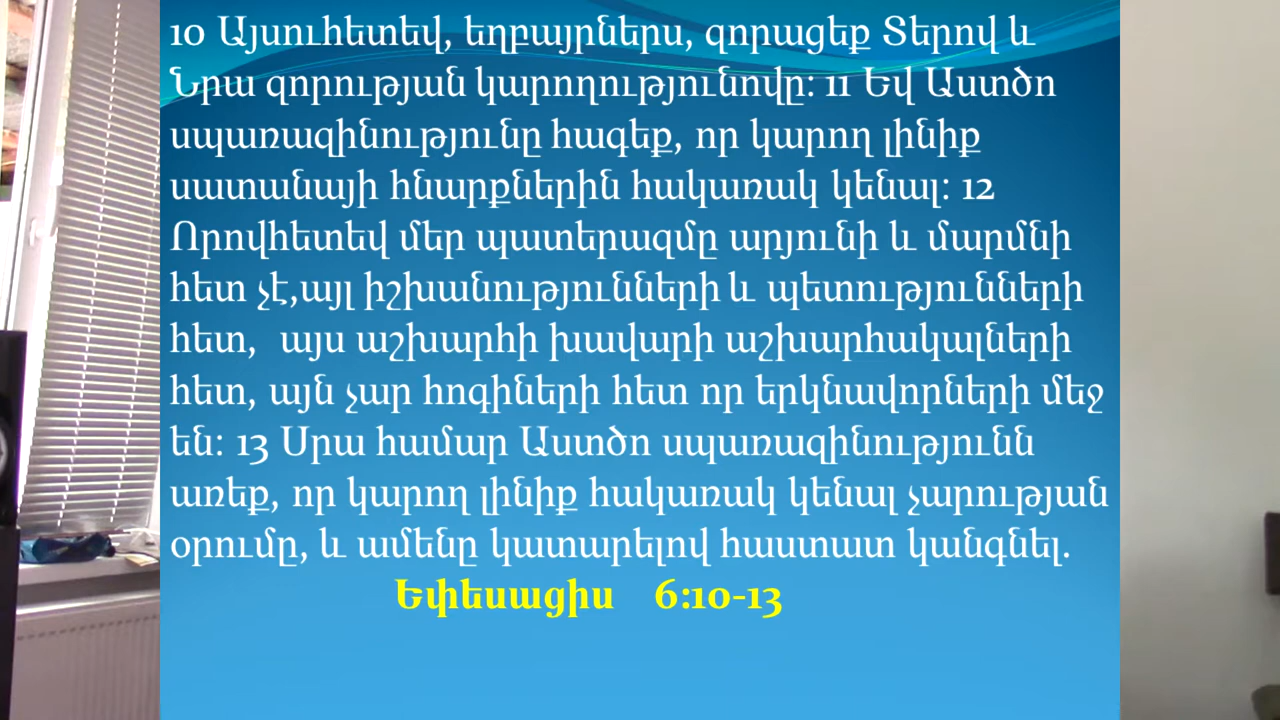 10 Այսուհետեվ, եղբայրներս, զորացեք Տերով և
Նրա զորության կարողությունովը: 11 Եվ Աստծո
սպառազինությունը հագեք, որ կարող լինիք
սատանայի հնարքներին հակառակ կենալ: 12
Որովհետեվ մեր պատերազմը արյունի և մարմնի
հետ չէ,այլ իշխանությունների և պետությունների
հետ, այս աշխարհի խավարի աշխարհակալների
հետ, այն չար հոգիների հետ որ երկնավորների մեջ
են: 13 Սրա համար Աստծո սպառազինությունն
առեք, որ կարող լինիք հակառակ կենալ չարության
օրումը, և ամենը կատարելով հաստատ կանգնել.
Եփեսացիս 6:10-13